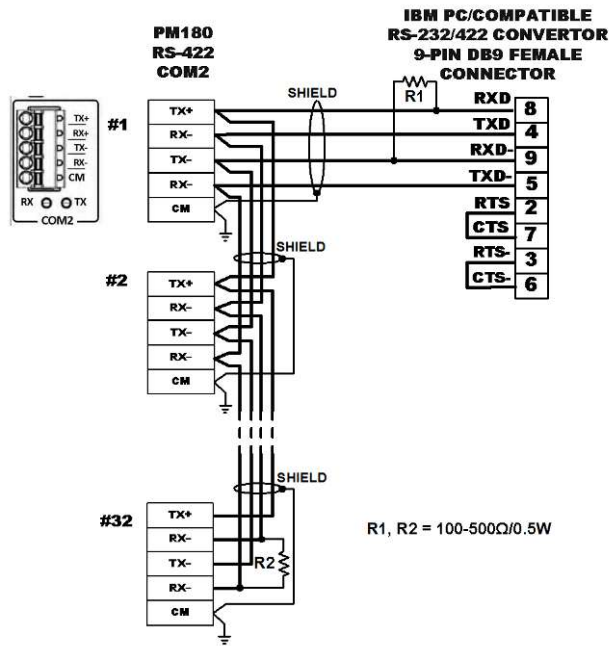 IBM PC/COMPATIBLE
RS-232/422 CONVERTOR
9-PIN DB9 FEMALE
CONNECTOR
PM180
RS-422
COM2
SHIELD
R1
#1
TX+
RX+
TX-
RX-
CM
RX
TX
COM2
TX+
RX–
TX–
RX–
CM
RXD
8
TXD
4
RXD-
9
TXD-
5
RTS
2
CTS
7
RTS-
3
CTS-
6
SHIELD
#2
TX+
RX–
TX–
RX–
CM
SHIELD
#32
TX+
RX–
TX–
RX–
CM
R2
R1, R2 = 100-500Ω/0.5W